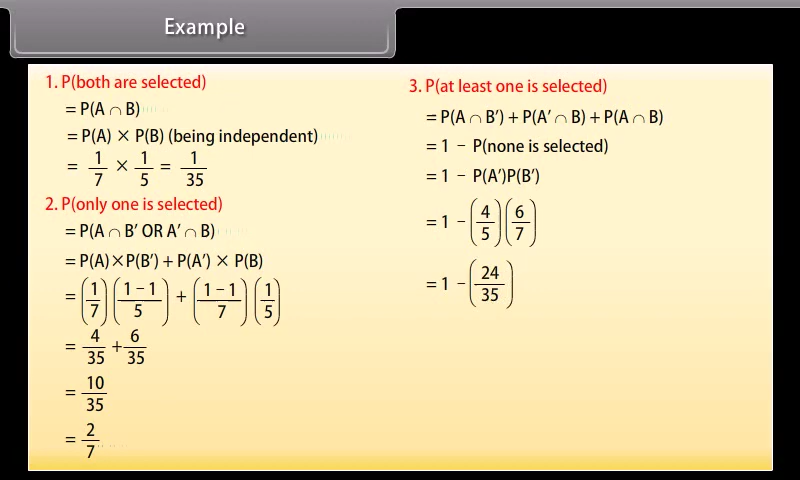 Example
1. P(both are selected)
= P(A ∩ B)
= P(A) × P(B) (being independent)
= 1/7 × 1/5 = 1/35
2. P(only one is selected)
= P(A ∩ B′ OR A′ ∩ B)
= P(A)×P(B′) + P(A′) × P(B)
= (1/7) ((1−1)/5) + ((1−1)/7) (1/5)
= 4/35 + 6/35
= 10/35
= 2/7
3. P(at least one is selected)
= P(A ∩ B′) + P(A′ ∩ B) + P(A ∩ B)
= 1 − P(none is selected)
= 1 − P(A′)P(B′)
= 1 − (4/5)(6/7)
= 1 − (24/35)